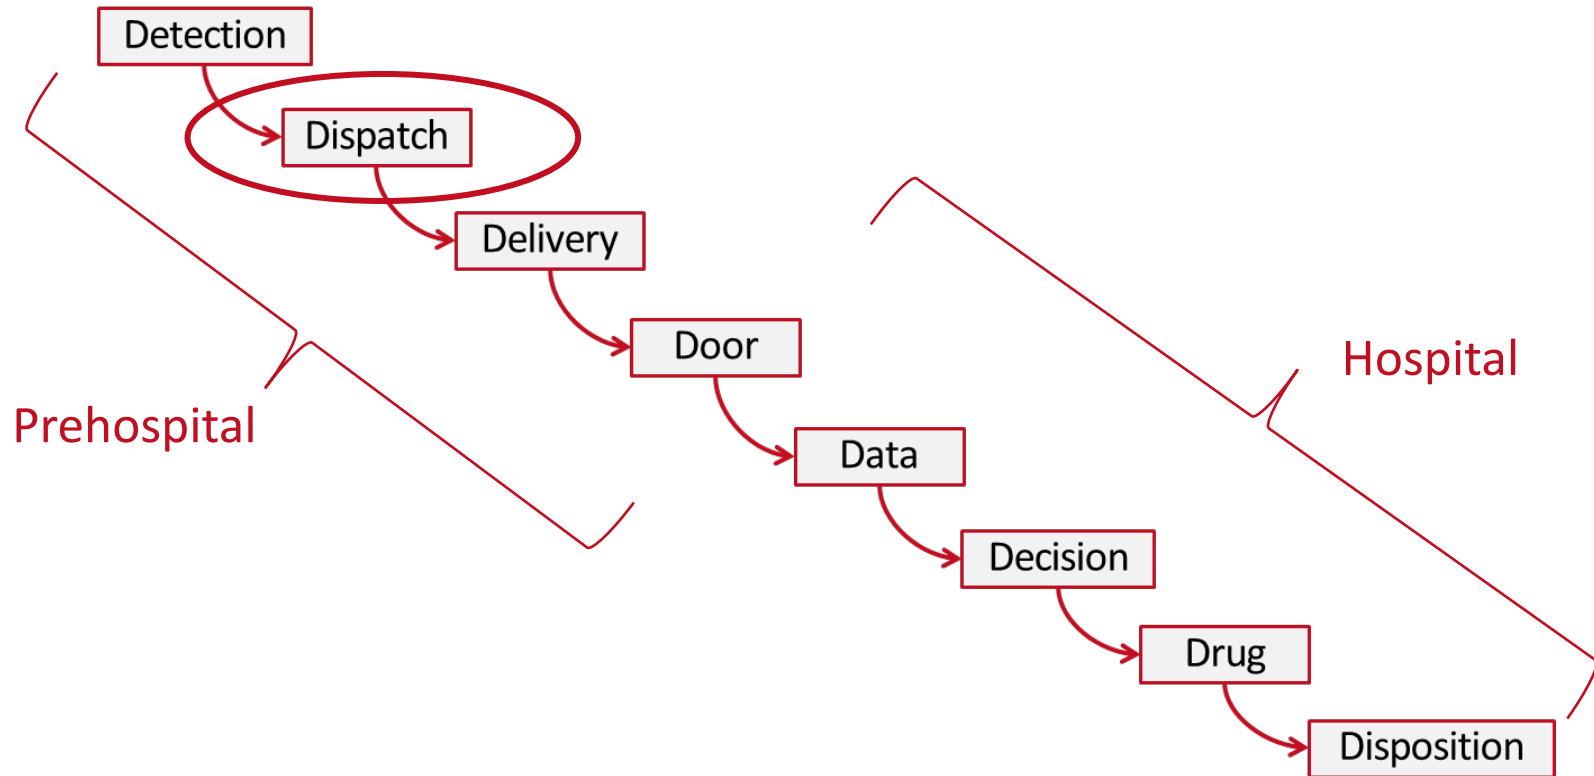 Detection
Dispatch
Delivery
Door
Hospital
Prehospital
Data
Decision
Drug
Disposition